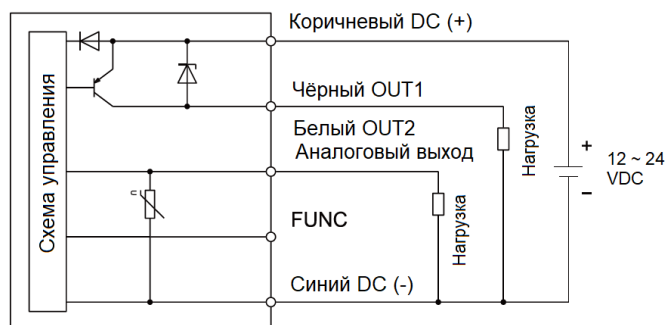 Коричневый DC (+)
Чёрный OUT1
Белый OUT2
Аналоговый выход
FUNC
Синий DC (-)
Схема управления
n
Нагрузка
Нагрузка
+
12 ~ 24
VDC
−